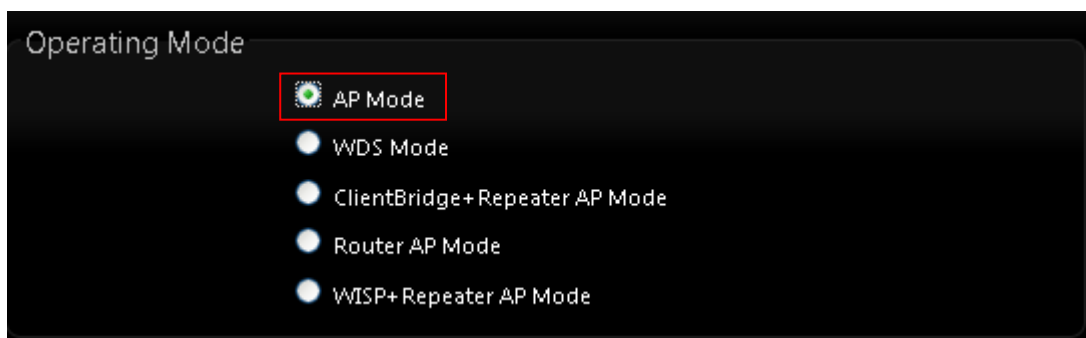 Operating Mode
AP Mode
WDS Mode
ClientBridge+Repeater AP Mode
Router AP Mode
WISP+Repeater AP Mode